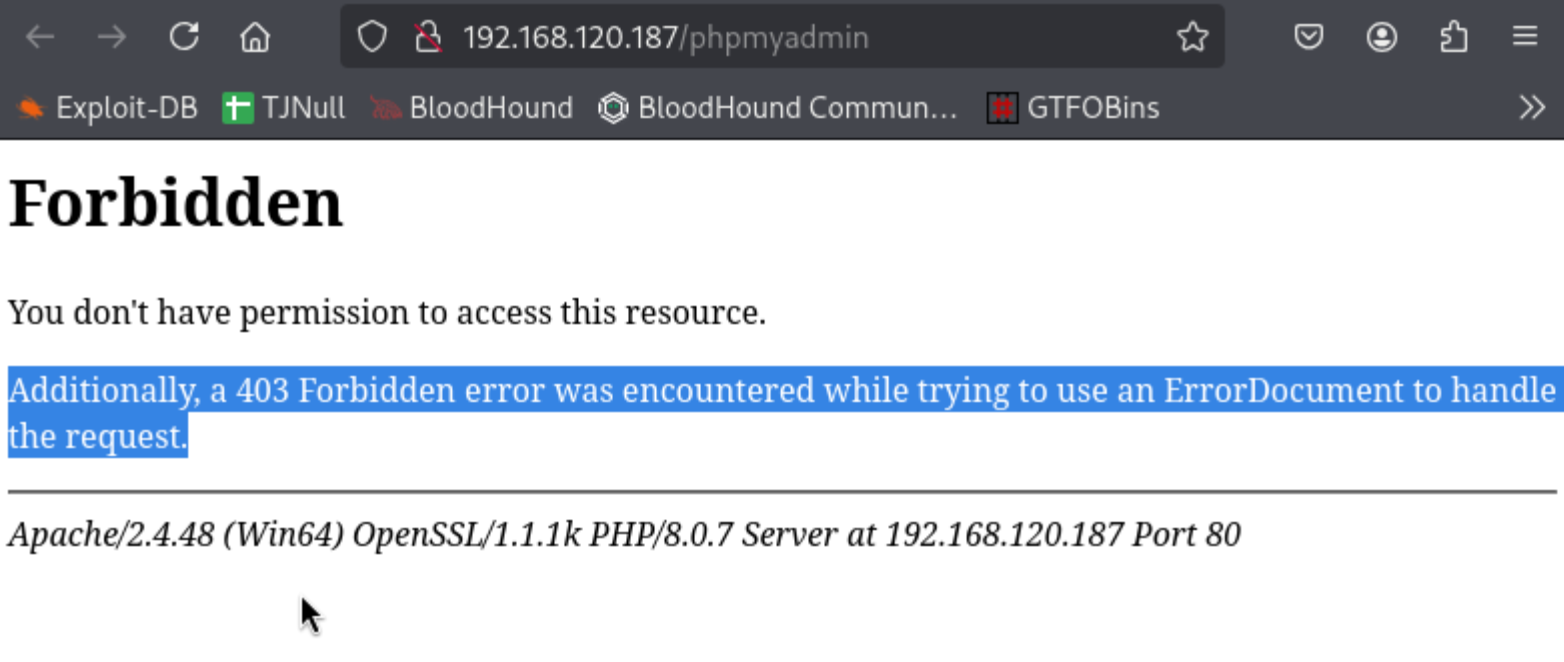 192.168.120.187/phpmyadmin
Exploit-DB TJNull BloodHound BloodHound Commun... GTFOBins
Forbidden
You don't have permission to access this resource.
Additionally, a 403 Forbidden error was encountered while trying to use an ErrorDocument to handle
the request.
Apache/2.4.48 (Win64) OpenSSL/1.1.1k PHP/8.0.7 Server at 192.168.120.187 Port 80